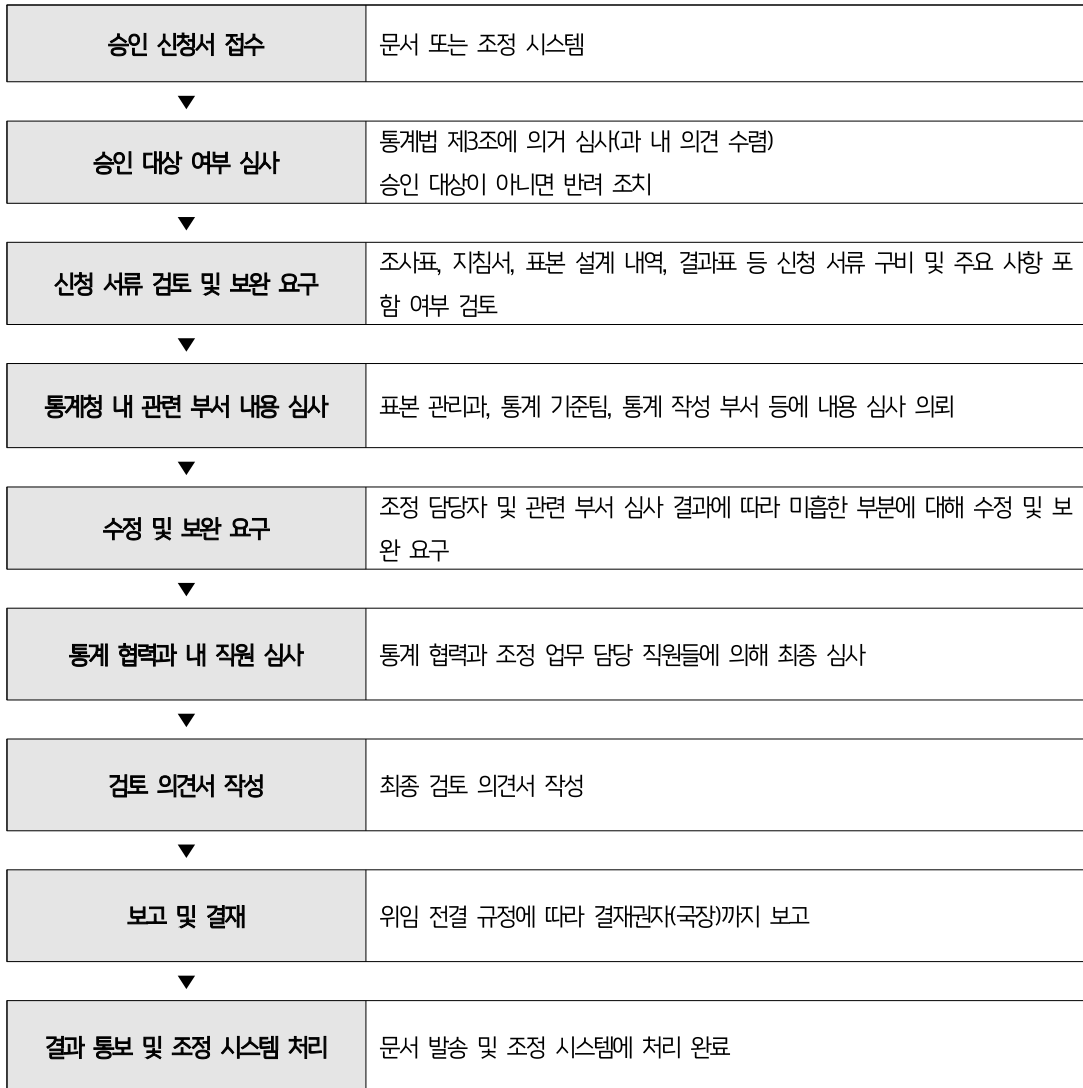 승인 신청서 접수
문서 또는 조정 시스템
▼
승인 대상 여부 심사
통계법 제3조에 의거 심사(과 내 의견 수렴)
승인 대상이 아니면 반려 조치
▼
신청 서류 검토 및 보완 요구
조사표, 지침서, 표본 설계 내역, 결과표 등 신청 서류 구비 및 주요 사항 포
함 여부 검토
▼
통계청 내 관련 부서 내용 심사
표본 관리과, 통계 기준팀, 통계 작성 부서 등에 내용 심사 의뢰
▼
수정 및 보완 요구
조정 담당자 및 관련 부서 심사 결과에 따라 미흡한 부분에 대해 수정 및 보
완 요구
▼
통계 협력과 내 직원 심사
통계 협력과 조정 업무 담당 직원들에 의해 최종 심사
▼
검토 의견서 작성
최종 검토 의견서 작성
▼
보고 및 결재
위임 전결 규정에 따라 결재권자(국장)까지 보고
▼
결과 통보 및 조정 시스템 처리
문서 발송 및 조정 시스템에 처리 완료